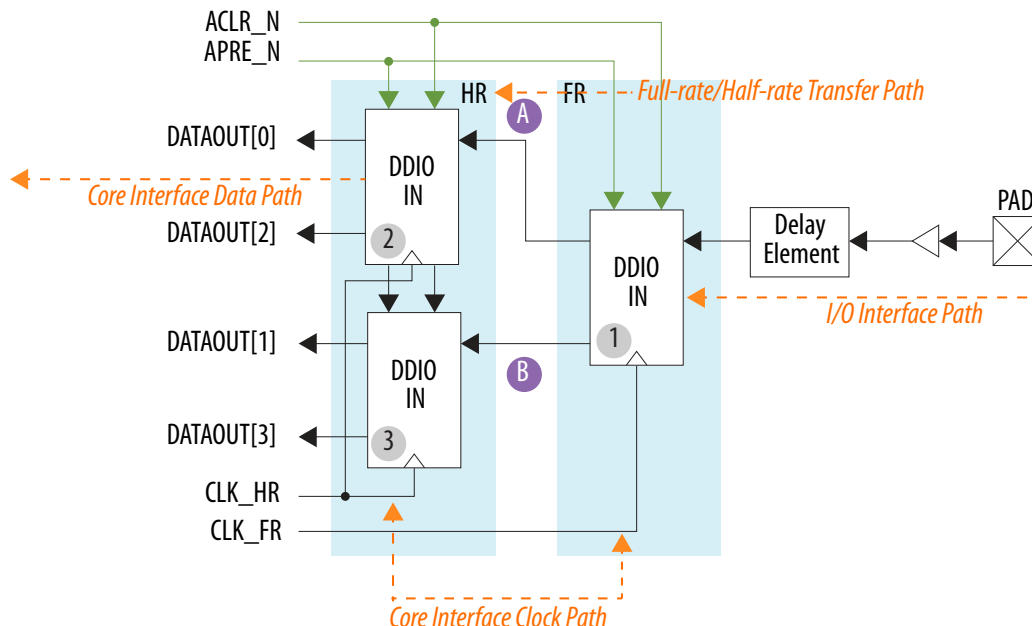 ACLR_N
APRE_N
HR
FR
Full-rate/Half-rate Transfer Path
A
DATAOUT[0]
DDIO
IN
Core Interface Data Path
PAD
DATAOUT[2]
2
Delay
Element
DDIO
IN
I/O Interface Path
DATAOUT[1]
1
DDIO
IN
B
DATAOUT[3]
3
CLK_HR
CLK_FR
Core Interface Clock Path